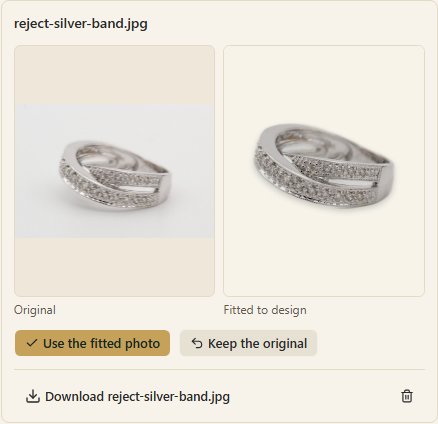 reject-silver-band.jpg
Original
Fitted to design
Use the fitted photo
Keep the original
Download reject-silver-band.jpg